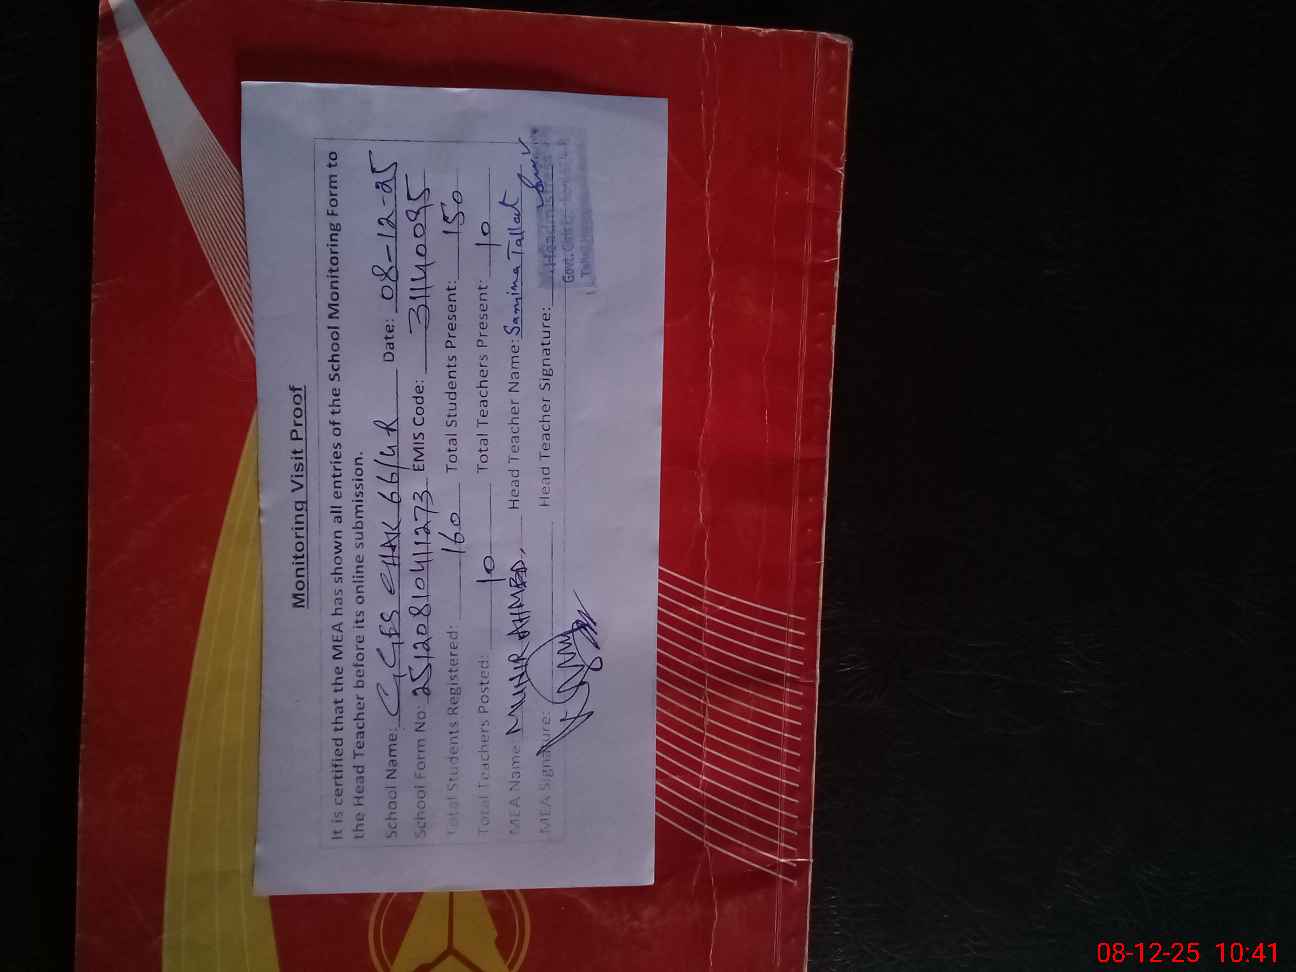 Monitoring Visit Proof
It is certified that the MEA has shown all entries of the School Monitoring Form to
the Head Teacher before its online submission.
School Name: GGES CHAK 66/4R Date: 08-12-25
School Form No: 251208104411273 EMIS Code: 31140095
Total Students Registered: 160 Total Students Present: 150
Total Teachers Posted: 10 Total Teachers Present: 10
MEA Name: MUNIR AHMED. Head Teacher Name: Samima Tallat
MEA Signature: Head Teacher Signature:
Headmistress
Govt. Girls
08-12-25 10:41